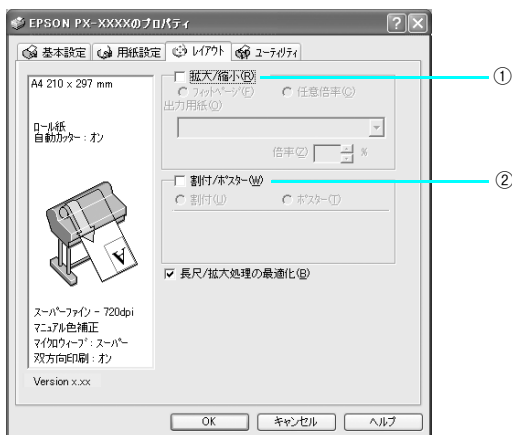 EPSON PX-XXXXのプロパティ
基本設定 用紙設定 レイアウト ユーティリティ
A4 210 x 297 mm
ロール紙
自動カッター : オン
A
スーパーファイン - 720dpi
マニュアル色補正
マイクロウィーブ : スーパー
双方向印刷 : オン
Version x.xx
拡大/縮小(R) ①
フィットページ(F) 任意倍率(C)
出力用紙(O)
倍率(Z) %
割付/ポスター(W) ②
割付(U) ポスター(T)
長尺/拡大処理の最適化(B)
OK キャンセル ヘルプ